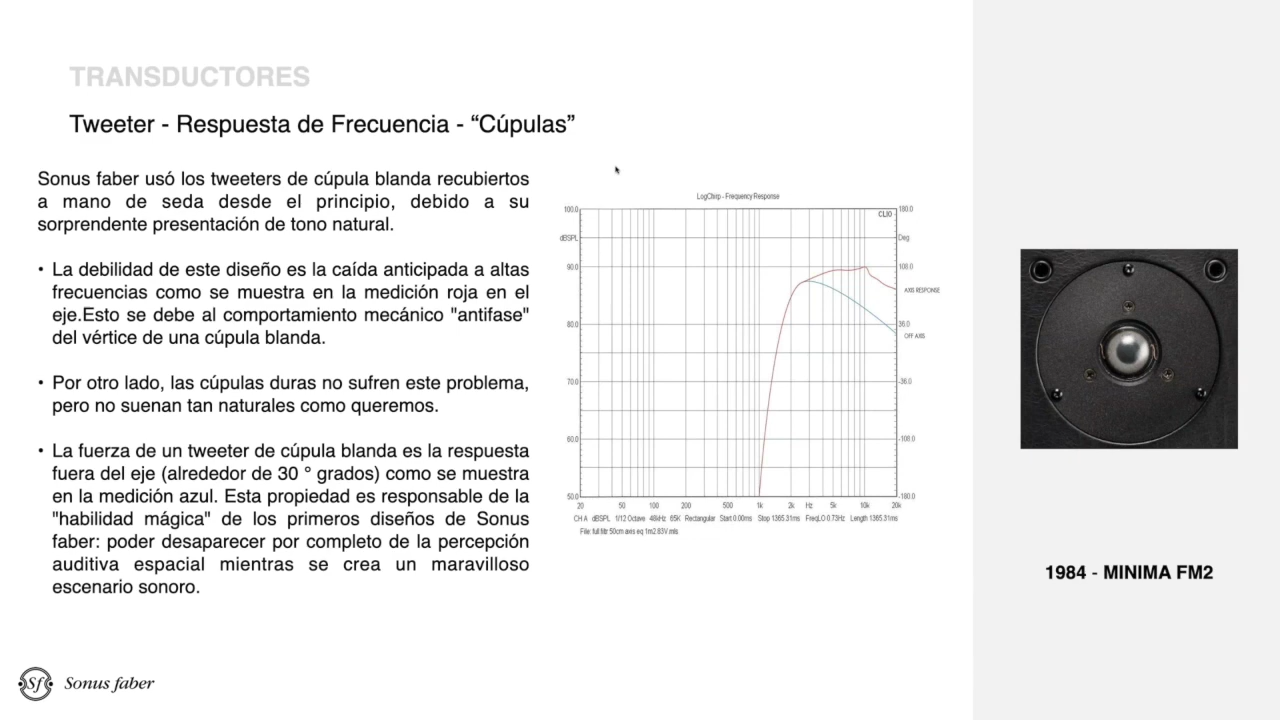 TRANSDUCTORES
Tweeter - Respuesta de Frecuencia - “Cúpulas”
Sonus faber usó los tweeters de cúpula blanda recubiertos
a mano de seda desde el principio, debido a su
sorprendente presentación de tono natural.
• La debilidad de este diseño es la caída anticipada a altas
frecuencias como se muestra en la medición roja en el
eje.Esto se debe al comportamiento mecánico "antifase"
del vértice de una cúpula blanda.
• Por otro lado, las cúpulas duras no sufren este problema,
pero no suenan tan naturales como queremos.
• La fuerza de un tweeter de cúpula blanda es la respuesta
fuera del eje (alrededor de 30 ° grados) como se muestra
en la medición azul. Esta propiedad es responsable de la
"habilidad mágica" de los primeros diseños de Sonus
faber: poder desaparecer por completo de la percepción
auditiva espacial mientras se crea un maravilloso
escenario sonoro.
LogChirp - Frequency Response
100.0 180.0
CLIO
dBSPL Deg
90.0 108.0
AXIS RESPONSE
80.0 36.0
OFF AXIS
70.0 -36.0
60.0 -108.0
50.0 -180.0
20 50 100 200 500 1k 2k Hz 5k 10k 20k
CH A dBSPL 1/12 Octave 48kHz 65K Rectangular Start 0.00ms Stop 1365.31ms FreqLO 0.73Hz Length 1365.31ms
File: full filtr 50cm axis eq 1m2.83V.mls
1984 - MINIMA FM2
Sf Sonus faber